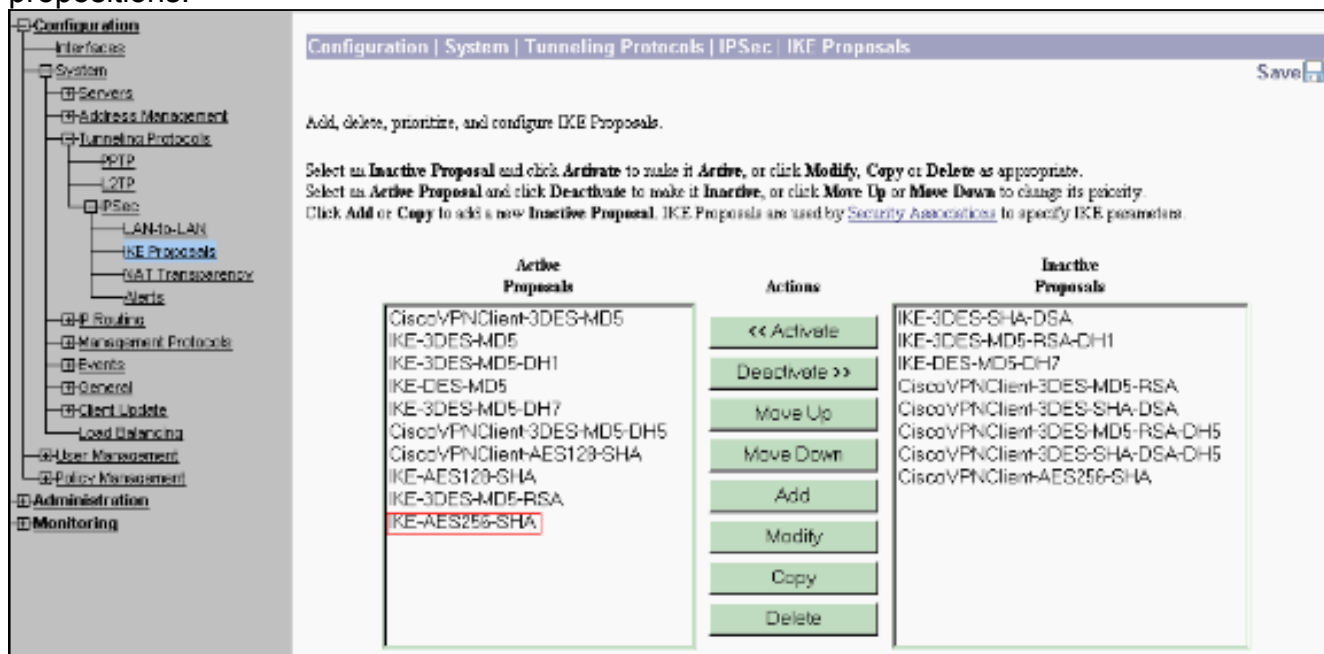 propositions.
Configuration
Interfaces
System
Servers
Address Management
Tunneling Protocols
PPTP
L2TP
IPSec
LAN-to-LAN
IKE Proposals
NAT Transparency
Alerts
IP Routing
Management Protocols
Events
General
Client Update
Load Balancing
User Management
Policy Management
Administration
Monitoring
Configuration | System | Tunneling Protocols | IPSec | IKE Proposals
Save
Add, delete, prioritize, and configure IKE Proposals.
Select an Inactive Proposal and click Activate to make it Active, or click Modify, Copy or Delete as appropriate.
Select an Active Proposal and click Deactivate to make it Inactive, or click Move Up or Move Down to change its priority.
Click Add or Copy to add a new Inactive Proposal. IKE Proposals are used by Security Associations to specify IKE parameters.
Active
Proposals
CiscoVPNClient-3DES-MD5
IKE-3DES-MD5
IKE-3DES-MD5-DH1
IKE-DES-MD5
IKE-3DES-MD5-DH7
CiscoVPNClient-3DES-MD5-DH5
CiscoVPNClient-AES128-SHA
IKE-AES128-SHA
IKE-3DES-MD5-RSA
IKE-AES256-SHA
Actions
<< Activate
Deactivate >>
Move Up
Move Down
Add
Modify
Copy
Delete
Inactive
Proposals
IKE-3DES-SHA-DSA
IKE-3DES-MD5-RSA-DH1
IKE-DES-MD5-DH7
CiscoVPNClient-3DES-MD5-RSA
CiscoVPNClient-3DES-SHA-DSA
CiscoVPNClient-3DES-MD5-RSA-DH5
CiscoVPNClient-3DES-SHA-DSA-DH5
CiscoVPNClient-AES256-SHA